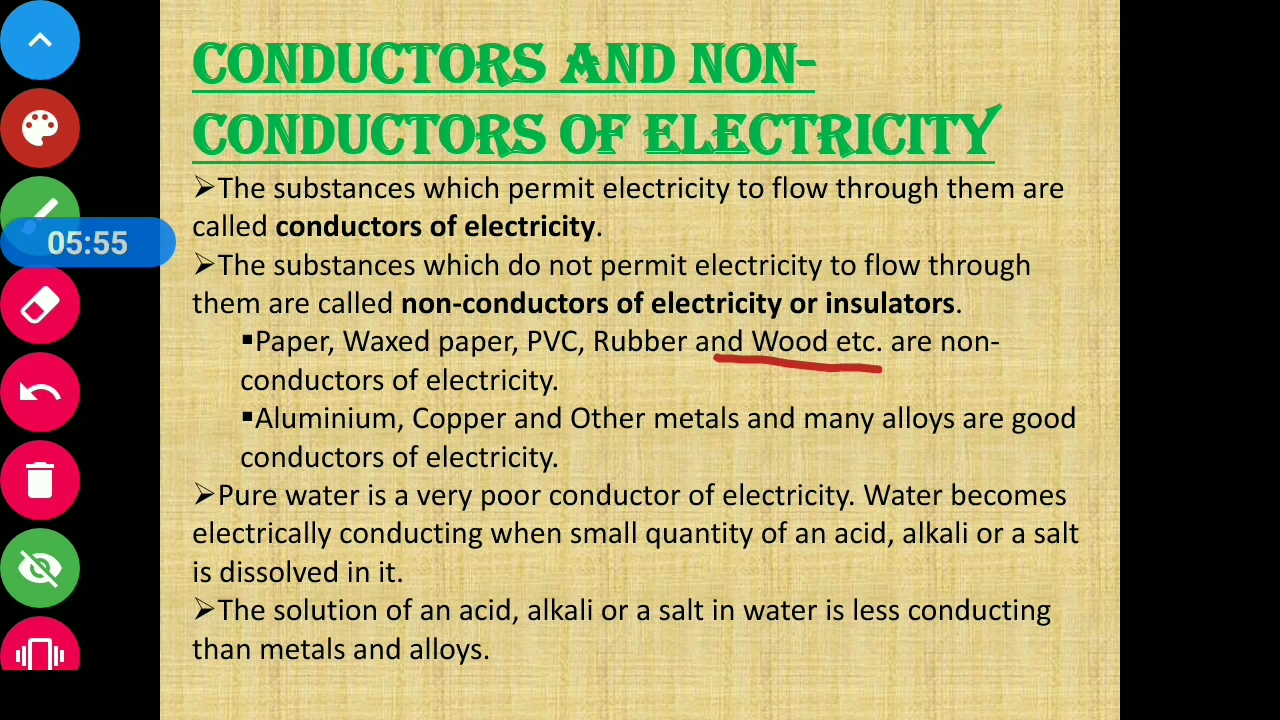 CONDUCTORS AND NON-
CONDUCTORS OF ELECTRICITY
➢The substances which permit electricity to flow through them are
called conductors of electricity.
05:55
➢The substances which do not permit electricity to flow through
them are called non-conductors of electricity or insulators.
▪Paper, Waxed paper, PVC, Rubber and Wood etc. are non-
conductors of electricity.
▪Aluminium, Copper and Other metals and many alloys are good
conductors of electricity.
➢Pure water is a very poor conductor of electricity. Water becomes
electrically conducting when small quantity of an acid, alkali or a salt
is dissolved in it.
➢The solution of an acid, alkali or a salt in water is less conducting
than metals and alloys.